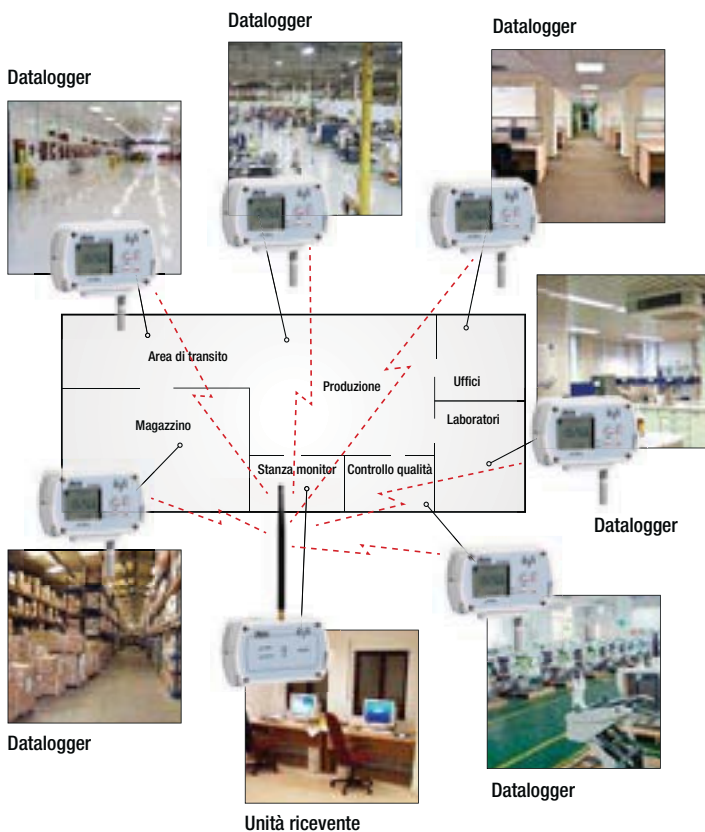 Datalogger
Datalogger
Datalogger
Area di transito
Produzione
Uffici
Magazzino
Laboratori
Stanza monitor
Controllo qualità
Datalogger
Datalogger
Datalogger
Unità ricevente